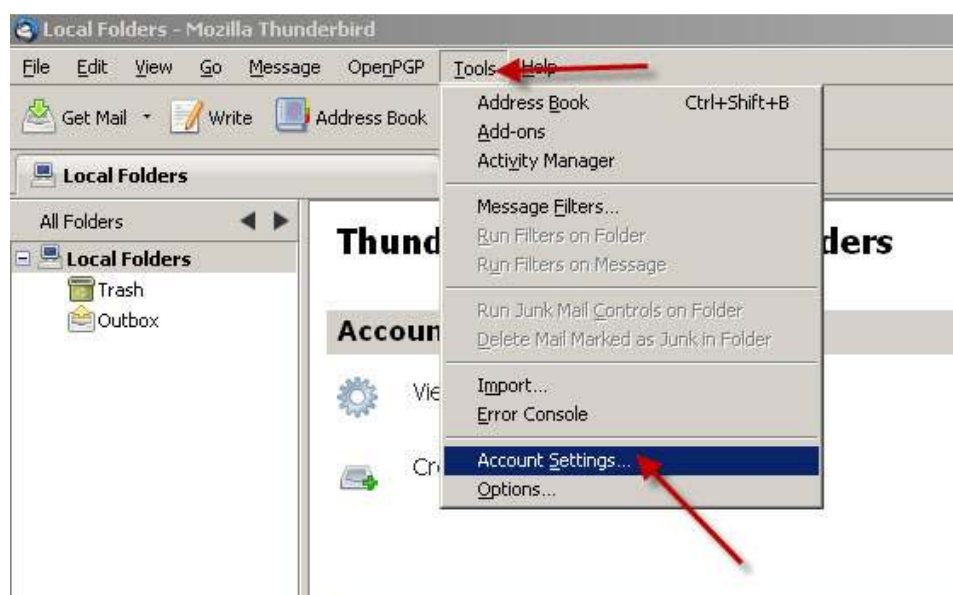 Local Folders - Mozilla Thunderbird
File Edit View Go Message OpenPGP Tools Help
Get Mail Write Address Book
Local Folders
All Folders
Local Folders
Trash
Outbox
Address Book Ctrl+Shift+B
Add-ons
Activity Manager
Message Filters...
Run Filters on Folder
Run Filters on Message
Run Junk Mail Controls on Folder
Delete Mail Marked as Junk in Folder
Import...
Error Console
Account Settings...
Options...
Thund ders
Accoun
Vie
Cr